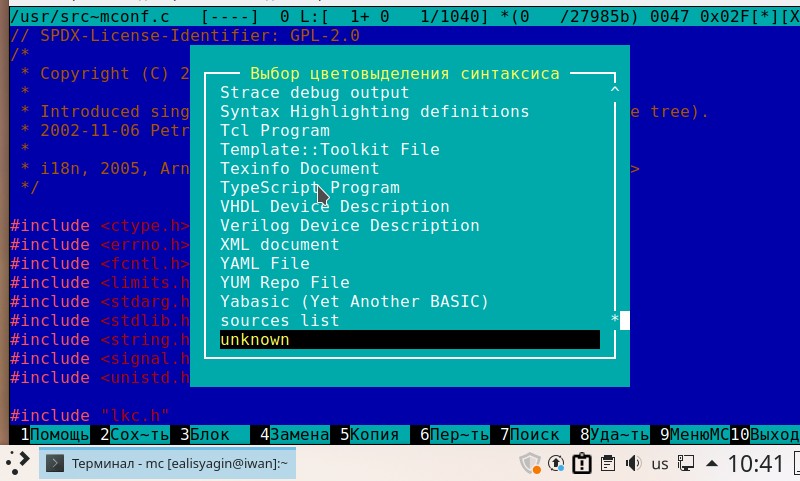 /usr/src~mconf.c [----] 0 L:[ 1+ 0 1/1040] *(0 /27985b) 0047 0x02F[*][X
// SPDX-License-Identifier: GPL-2.0
/*
* Copyright (C) 2
*
* Introduced sing e tree).
* 2002-11-06 Petr
*
* i18n, 2005, Arn >
*/
#include <ctype.h>
#include <errno.h>
#include <fcntl.h>
#include <limits.h
#include <stdarg.h
#include <stdlib.h
#include <string.h
#include <signal.h
#include <unistd.h
#include "lkc.h"
Выбор цветовыделения синтаксиса
Strace debug output ^
Syntax Highlighting definitions
Tcl Program
Template::Toolkit File
Texinfo Document
TypeScript Program
VHDL Device Description
Verilog Device Description
XML document
YAML File
YUM Repo File
Yabasic (Yet Another BASIC)
sources list *
unknown
1Помощь 2Сох~ть 3Блок 4Замена 5Копия 6Пер~ть 7Поиск 8Уда~ть 9МенюMC 10Выход
Терминал - mc [ealisyagin@iwan]:~ us 10:41